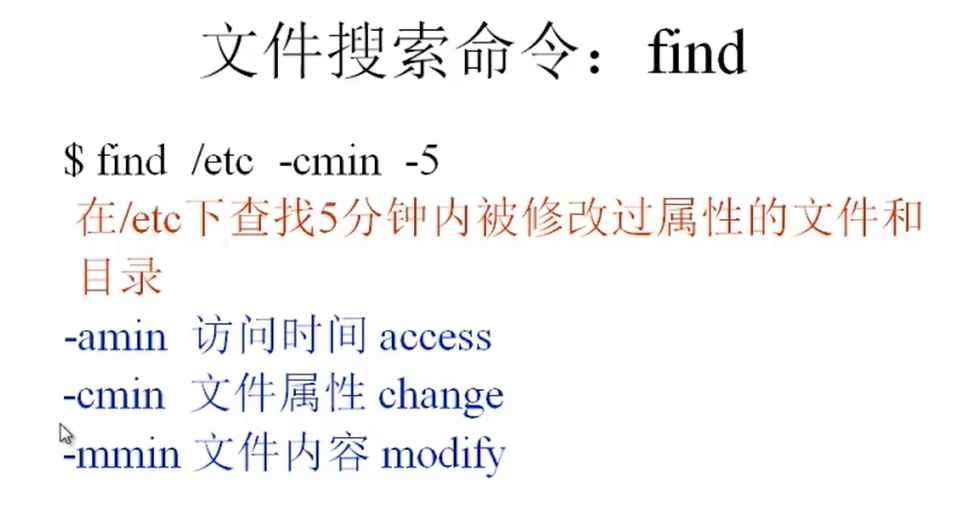 文件搜索命令：find
$ find /etc -cmin -5
在/etc下查找5分钟内被修改过属性的文件和
目录
-amin 访问时间 access
-cmin 文件属性 change
-mmin 文件内容 modify